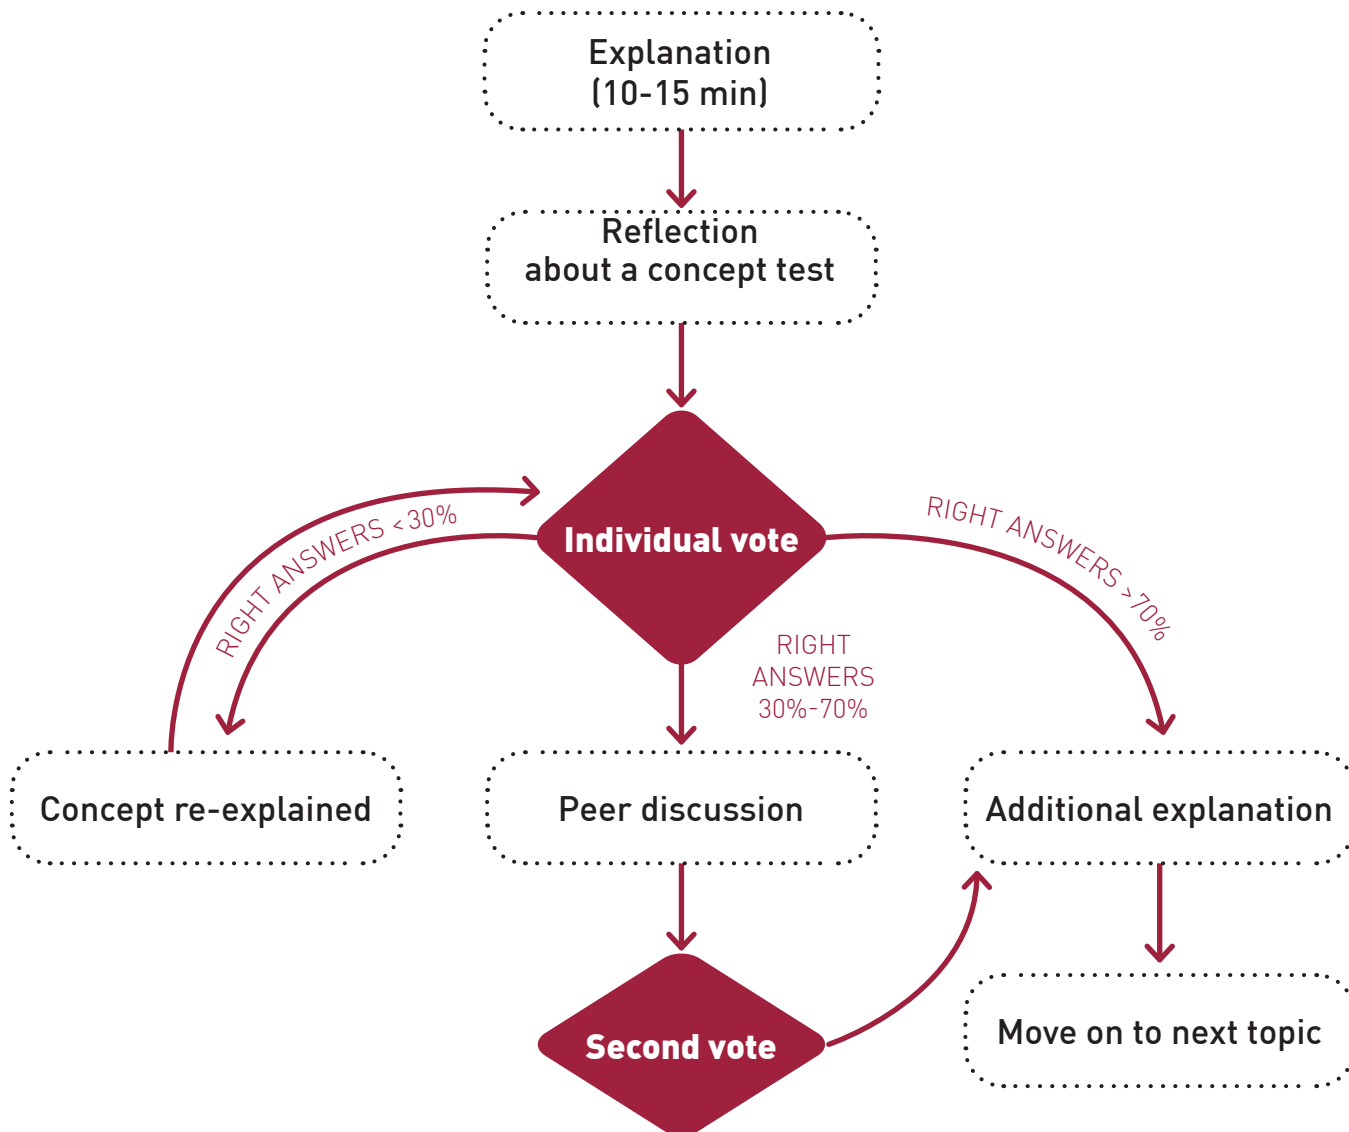 Explanation
(10-15 min)
Reflection
about a concept test
Individual vote
RIGHT ANSWERS <30%
RIGHT ANSWERS >70%
RIGHT
ANSWERS
30%-70%
Concept re-explained
Peer discussion
Additional explanation
Second vote
Move on to next topic